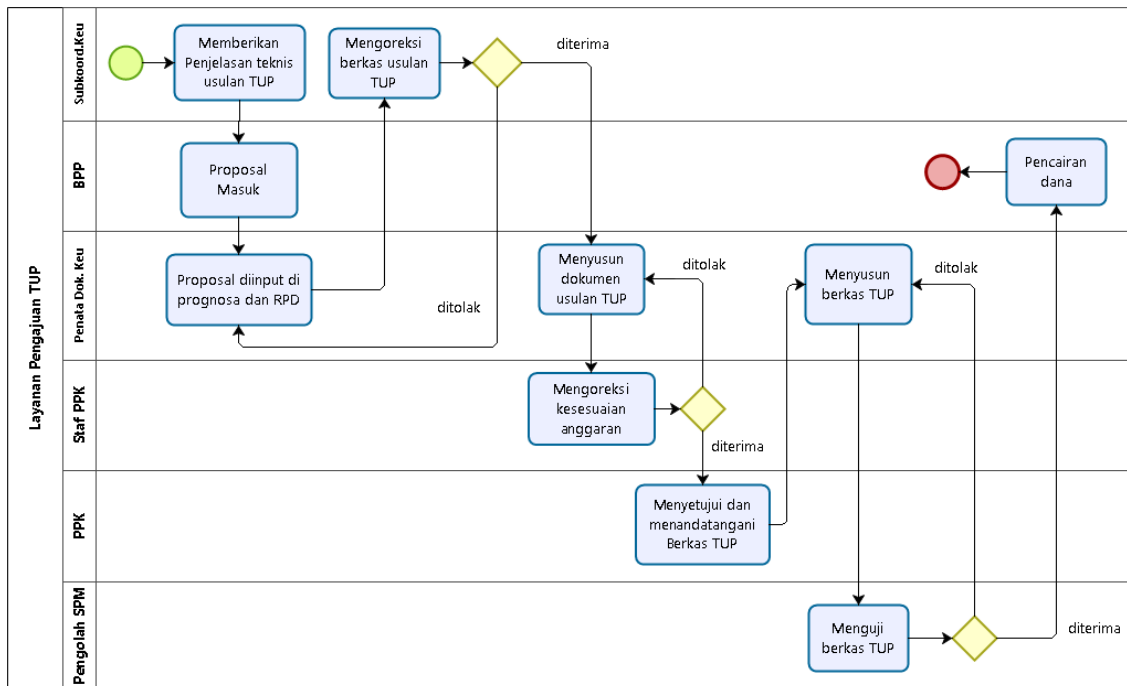 Layanan Pengajuan TUP
Subkoord.Keu
Memberikan
Penjelasan teknis
usulan TUP
Mengoreksi
berkas usulan
TUP
diterima
BPP
Proposal
Masuk
Pencairan
dana
Penata Dok. Keu
Proposal diinput di
prognosa dan RPD
ditolak
Menyusun
dokumen
usulan TUP
ditolak
Menyusun
berkas TUP
ditolak
Staf PPK
Mengoreksi
kesesuaian
anggaran
diterima
PPK
Menyetujui dan
menandatangani
Berkas TUP
Pengolah SPM
Menguji
berkas TUP
diterima